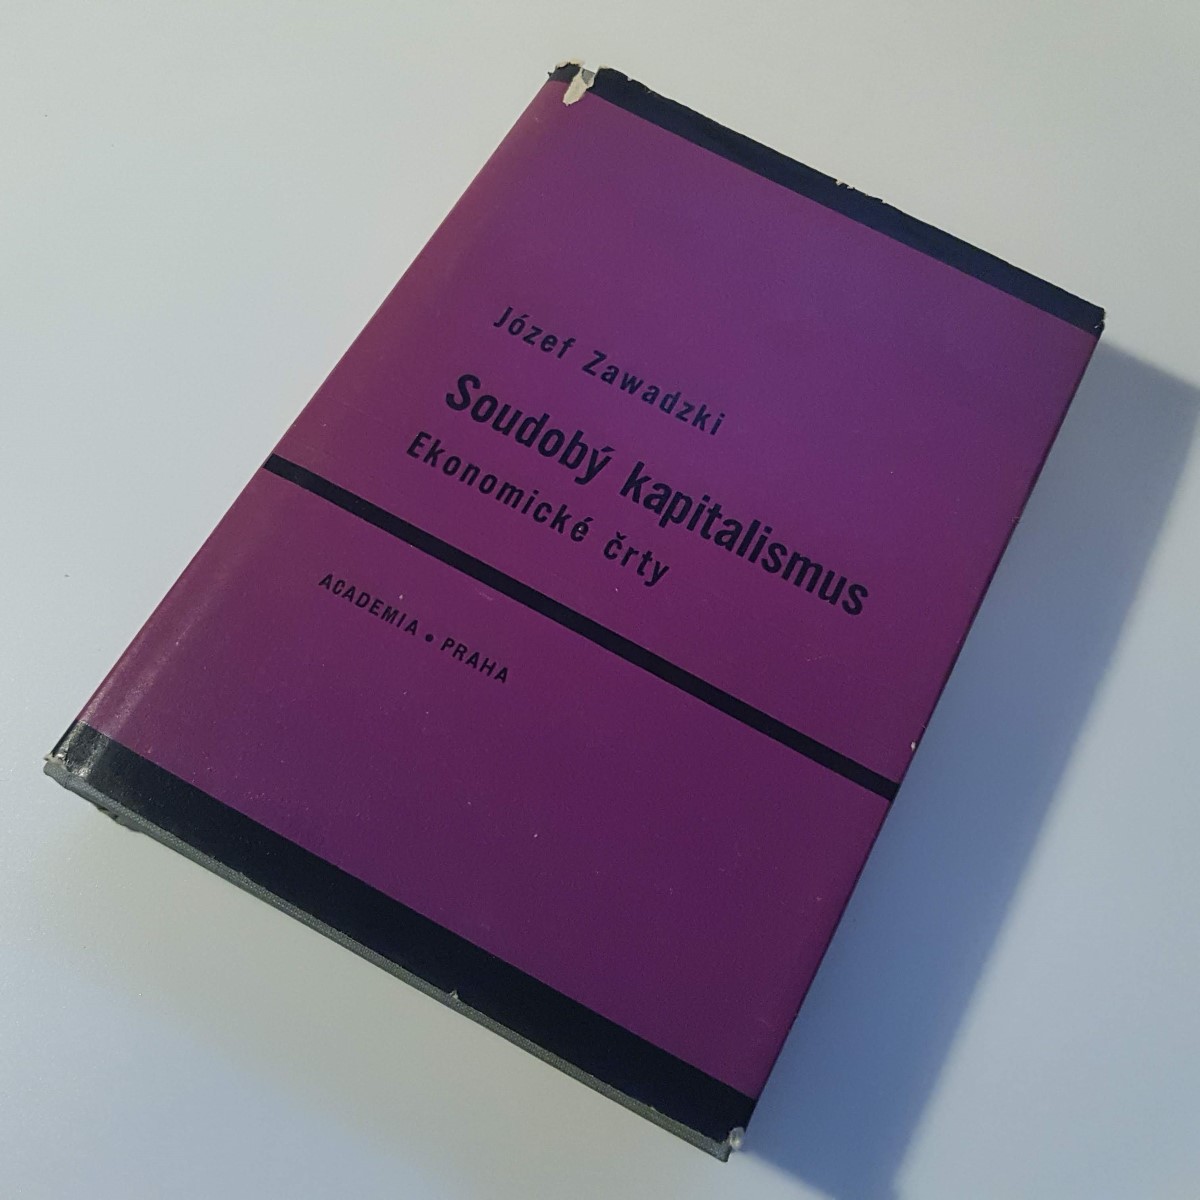 Józef Zawadzki
Soudobý kapitalismus
Ekonomické črty
ACADEMIA • PRAHA